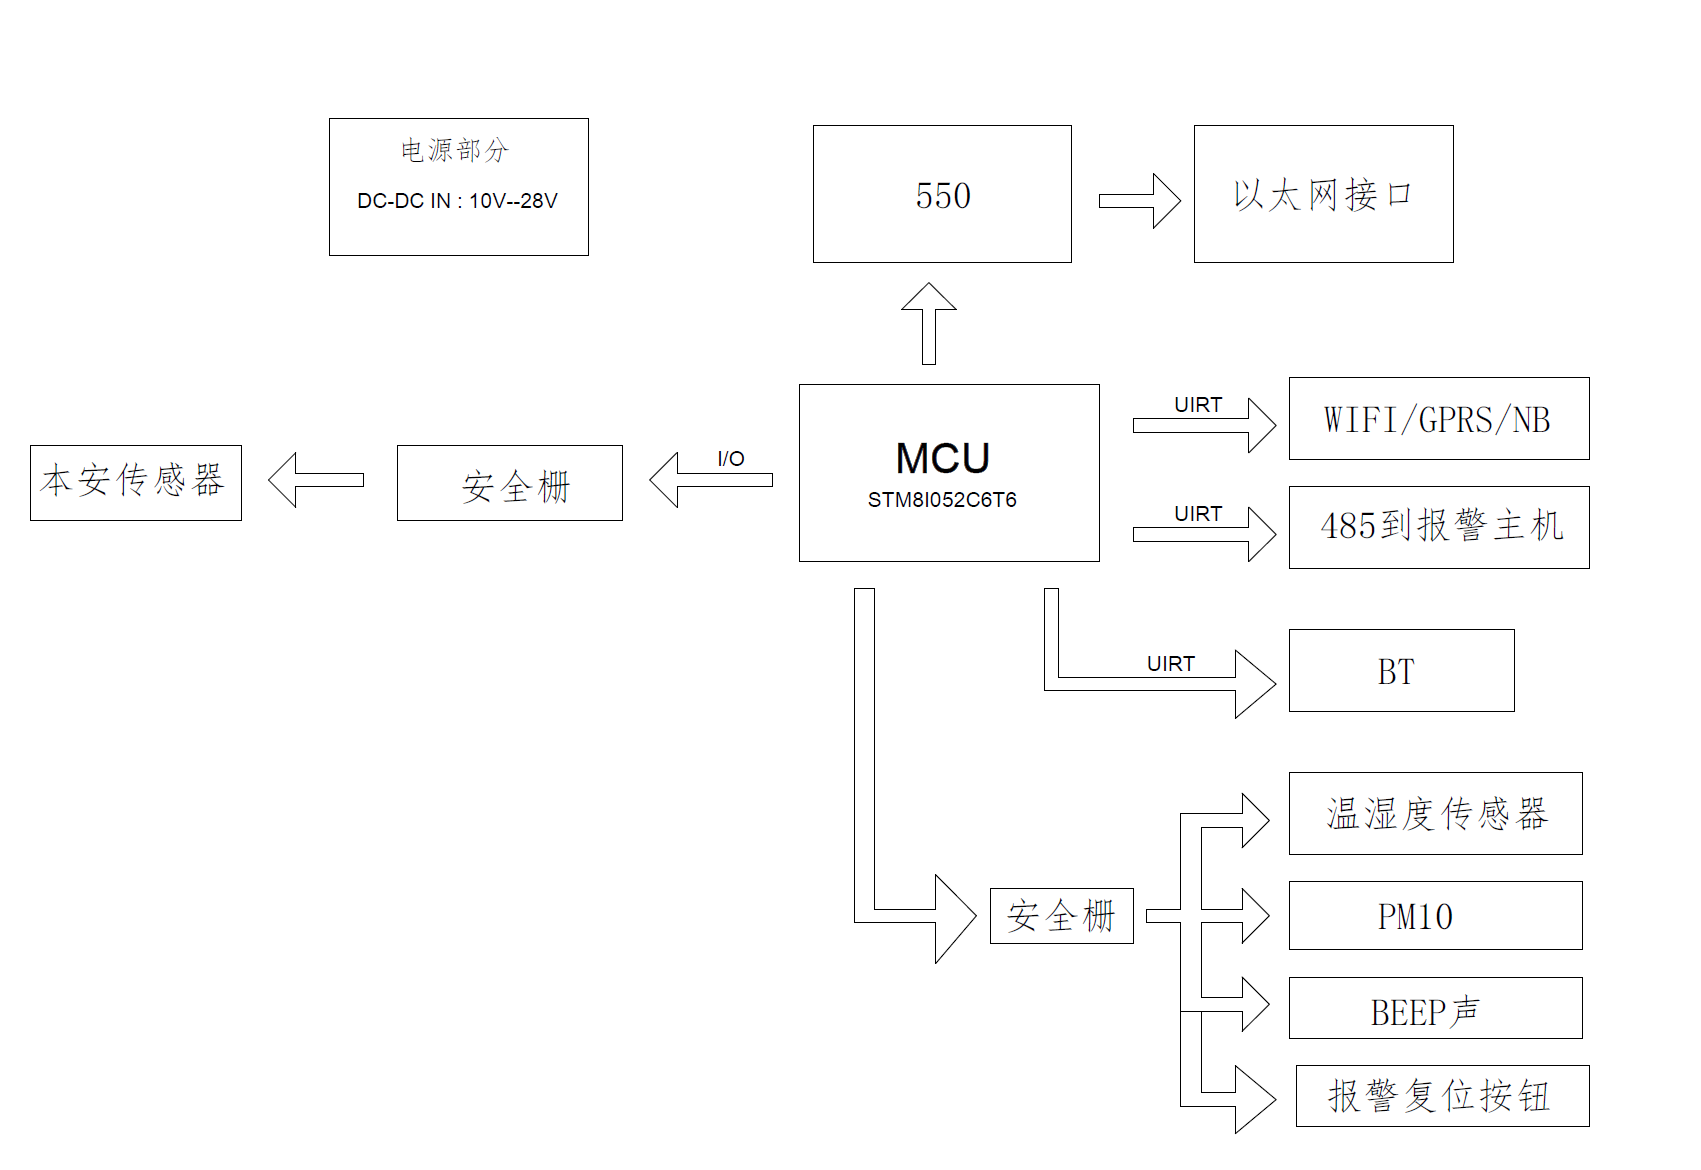 电源部分
DC-DC IN : 10V--28V
550
以太网接口
MCU
STM8l052C6T6
I/O
安全栅
本安传感器
UIRT
WIFI/GPRS/NB
UIRT
485到报警主机
UIRT
BT
安全栅
温湿度传感器
PM10
BEEP声
报警复位按钮